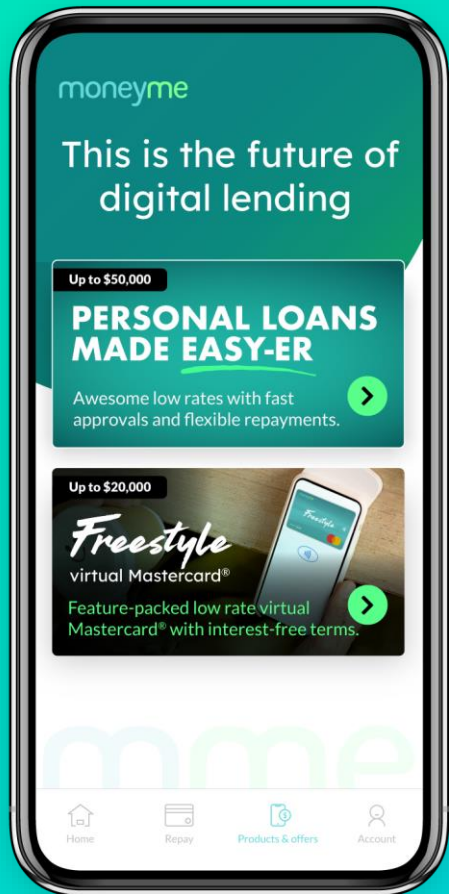 moneyme
This is the future of
digital lending
Up to $50,000
PERSONAL LOANS
MADE EASY-ER
Awesome low rates with fast
approvals and flexible repayments.
Up to $20,000
Freestyle
Freestyle
virtual Mastercard®
Feature-packed low rate virtual
Mastercard® with interest-free terms.
mme
Home
Repay
Products & offers
Account